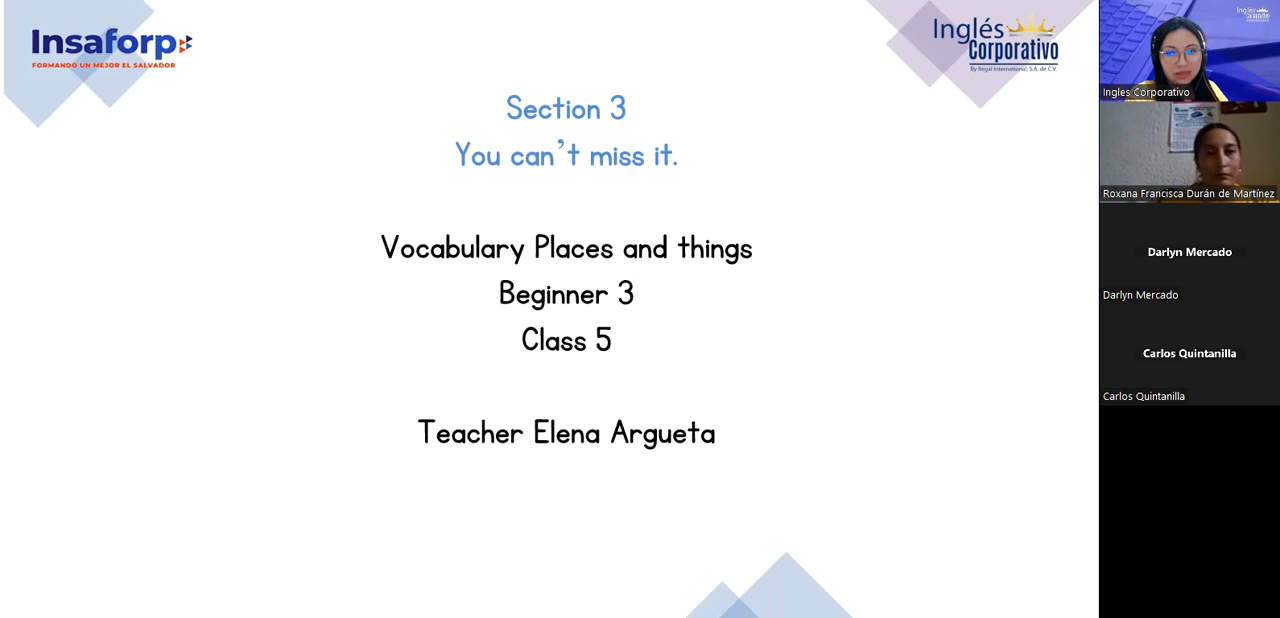 Insaforp
FORMANDO UN MEJOR EL SALVADOR
Inglés
Corporativo
By Regal International, S.A. de C.V.
Section 3
You can't miss it.
Vocabulary Places and things
Beginner 3
Class 5
Teacher Elena Argueta
Ingles Corporativo
Roxana Francisca Durán de Martínez
Darlyn Mercado
Darlyn Mercado
Carlos Quintanilla
Carlos Quintanilla